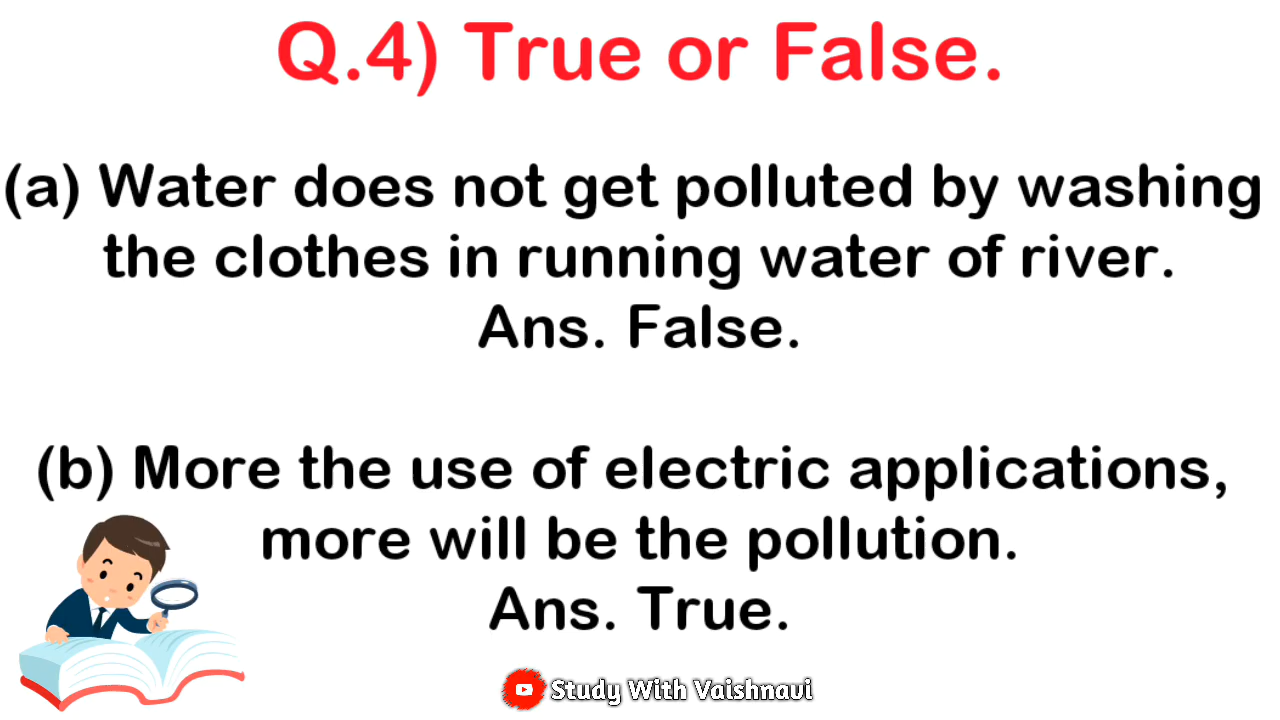 Q.4) True or False.
(a) Water does not get polluted by washing
the clothes in running water of river.
Ans. False.
(b) More the use of electric applications,
more will be the pollution.
Ans. True.
Study With Vaishnavi